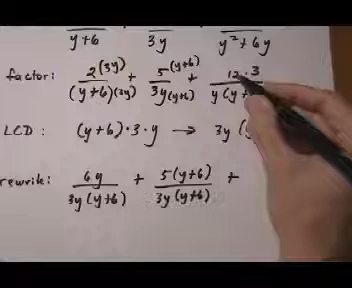 y+6 3y y² + 6y
factor: 2(3y)/(y+6)(3y) + 5(y+6)/3y(y+6) + 12·3/y(y+
LCD: (y+6)·3·y → 3y(y
rewrite: 6y/3y(y+6) + 5(y+6)/3y(y+6) +